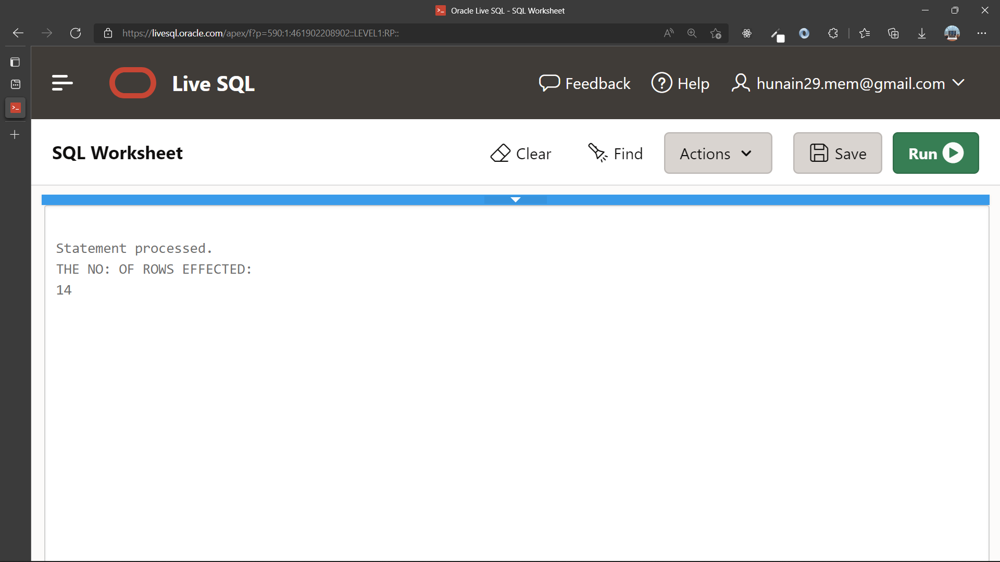 Oracle Live SQL - SQL Worksheet
https://livesql.oracle.com/apex/f?p=590:1:461902208902::LEVEL1:RP::
Live SQL
Feedback
Help
hunain29.mem@gmail.com
SQL Worksheet
Clear
Find
Actions
Save
Run
Statement processed.
THE NO: OF ROWS EFFECTED:
14